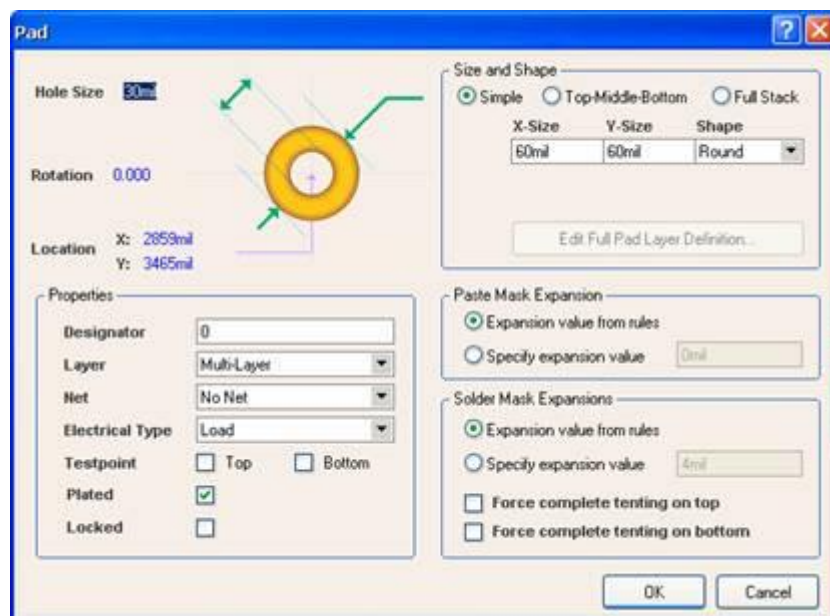 Pad
Hole Size 30mil
Rotation 0.000
Location X: 2859mil
Y: 3465mil
Size and Shape
Simple Top-Middle-Bottom Full Stack
X-Size Y-Size Shape
60mil 60mil Round
Edit Full Pad Layer Definition...
Properties
Designator 0
Layer Multi-Layer
Net No Net
Electrical Type Load
Testpoint Top Bottom
Plated
Locked
Paste Mask Expansion
Expansion value from rules
Specify expansion value 0mil
Solder Mask Expansions
Expansion value from rules
Specify expansion value 4mil
Force complete tenting on top
Force complete tenting on bottom
OK Cancel